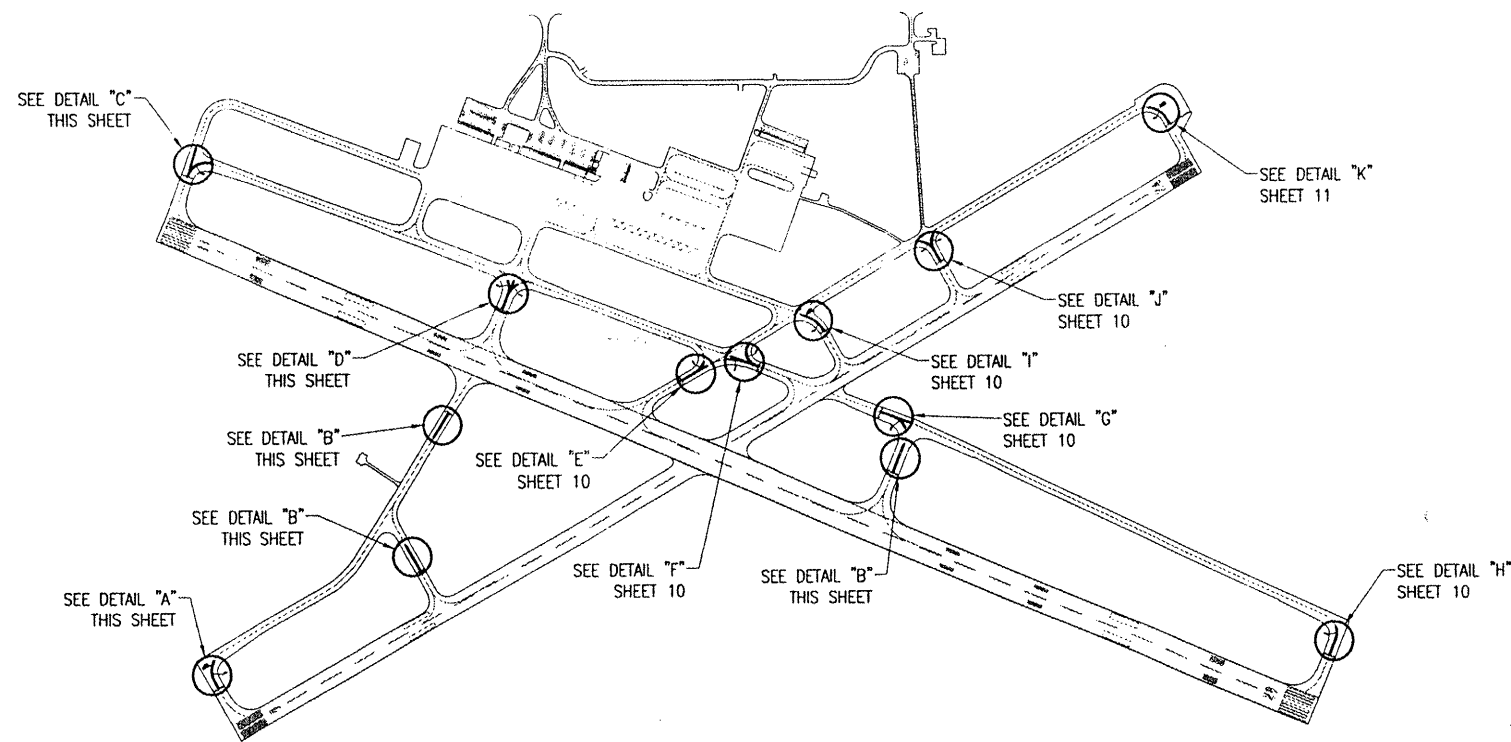 SEE DETAIL "C"
THIS SHEET
SEE DETAIL "K"
SHEET 11
SEE DETAIL "J"
SHEET 10
SEE DETAIL "D"
THIS SHEET
SEE DETAIL "I"
SHEET 10
SEE DETAIL "G"
SHEET 10
SEE DETAIL "B"
THIS SHEET
SEE DETAIL "E"
SHEET 10
SEE DETAIL "B"
THIS SHEET
SEE DETAIL "F"
SHEET 10
SEE DETAIL "B"
THIS SHEET
SEE DETAIL "H"
SHEET 10
SEE DETAIL "A"
THIS SHEET
28